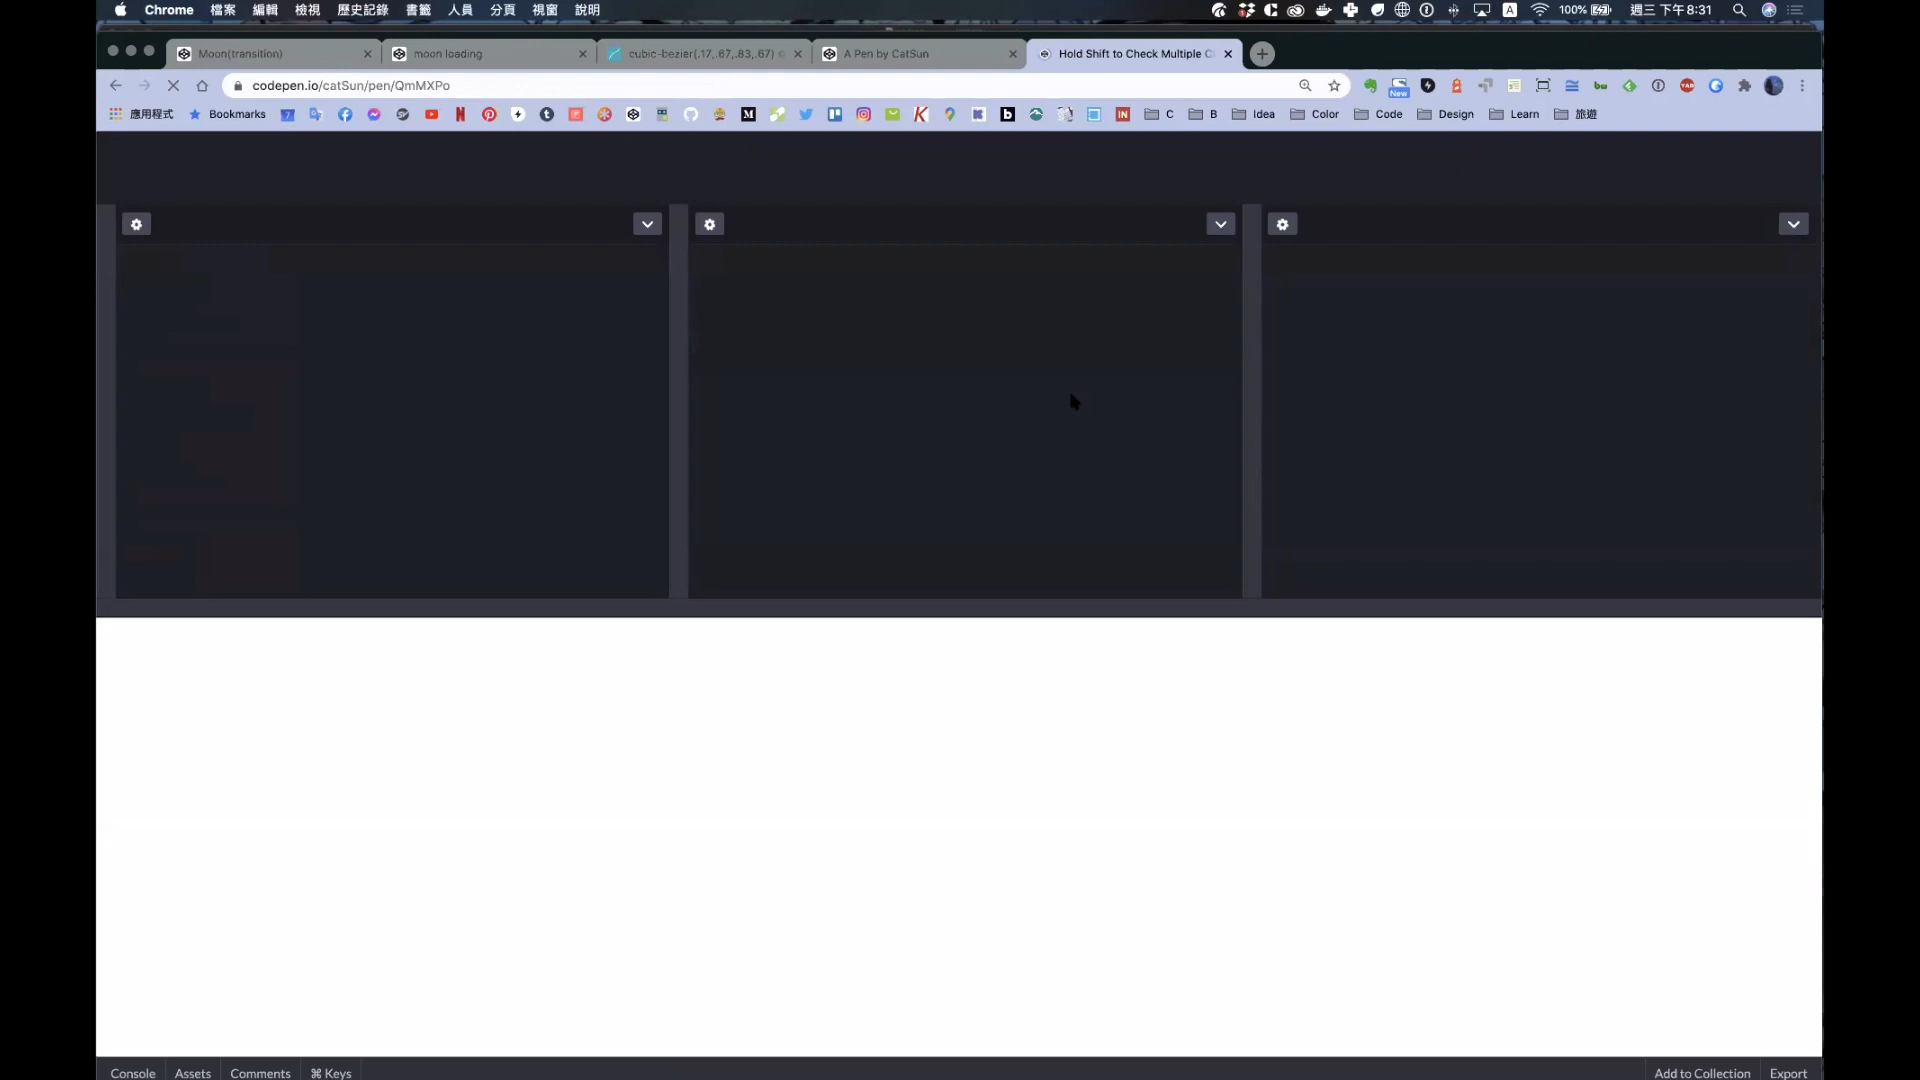 Chrome 檔案 編輯 檢視 歷史記錄 書籤 人員 分頁 視窗 說明 A 100% 週三 下午8:31
Moon(transition) moon loading cubic-bezier(.17,.67,.83,.67) A Pen by CatSun Hold Shift to Check Multiple C
codepen.io/catSun/pen/QmMXPo New
應用程式 Bookmarks C B Idea Color Code Design Learn 旅遊
Console Assets Comments ⌘ Keys Add to Collection Export